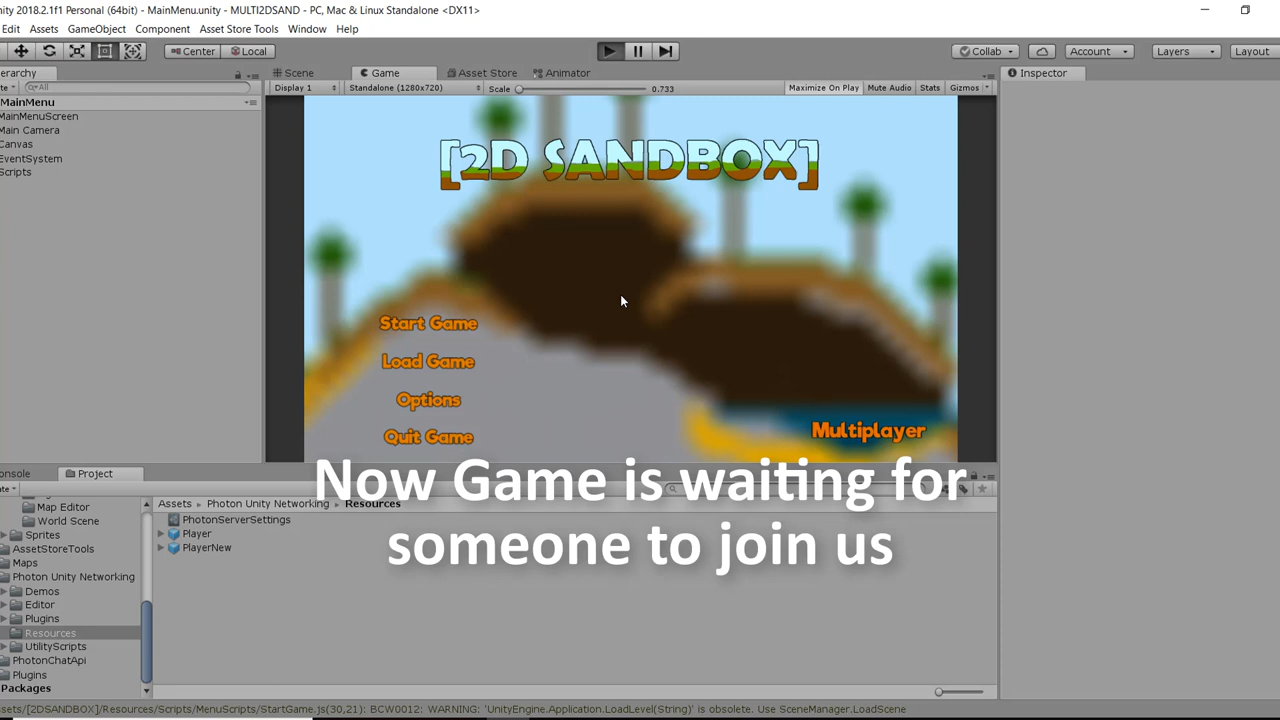 Unity 2018.2.1f1 Personal (64bit) - MainMenu.unity - MULTI2DSAND - PC, Mac & Linux Standalone <DX11>
Edit Assets GameObject Component Asset Store Tools Window Help
Center Local Collab Account Layers Layout
Hierarchy Scene Game Asset Store Animator Inspector
All Display 1 Standalone (1280x720) Scale 0.733 Maximize On Play Mute Audio Stats Gizmos
MainMenu
MainMenuScreen
Main Camera
Canvas
EventSystem
Scripts
[2D SANDBOX]
Start Game
Load Game
Options
Quit Game
Multiplayer
Now Game is waiting for
someone to join us
Console Project
Assets Photon Unity Networking Resources
Map Editor
World Scene
Sprites
AssetStoreTools
Maps
Photon Unity Networking
Demos
Editor
Plugins
Resources
UtilityScripts
PhotonChatApi
Plugins
Packages
PhotonServerSettings
Player
PlayerNew
Assets/[2DSANDBOX]/Resources/Scripts/MenuScripts/StartGame.js(30,21): BCW0012: WARNING: 'UnityEngine.Application.LoadLevel(String)' is obsolete. Use SceneManager.LoadScene